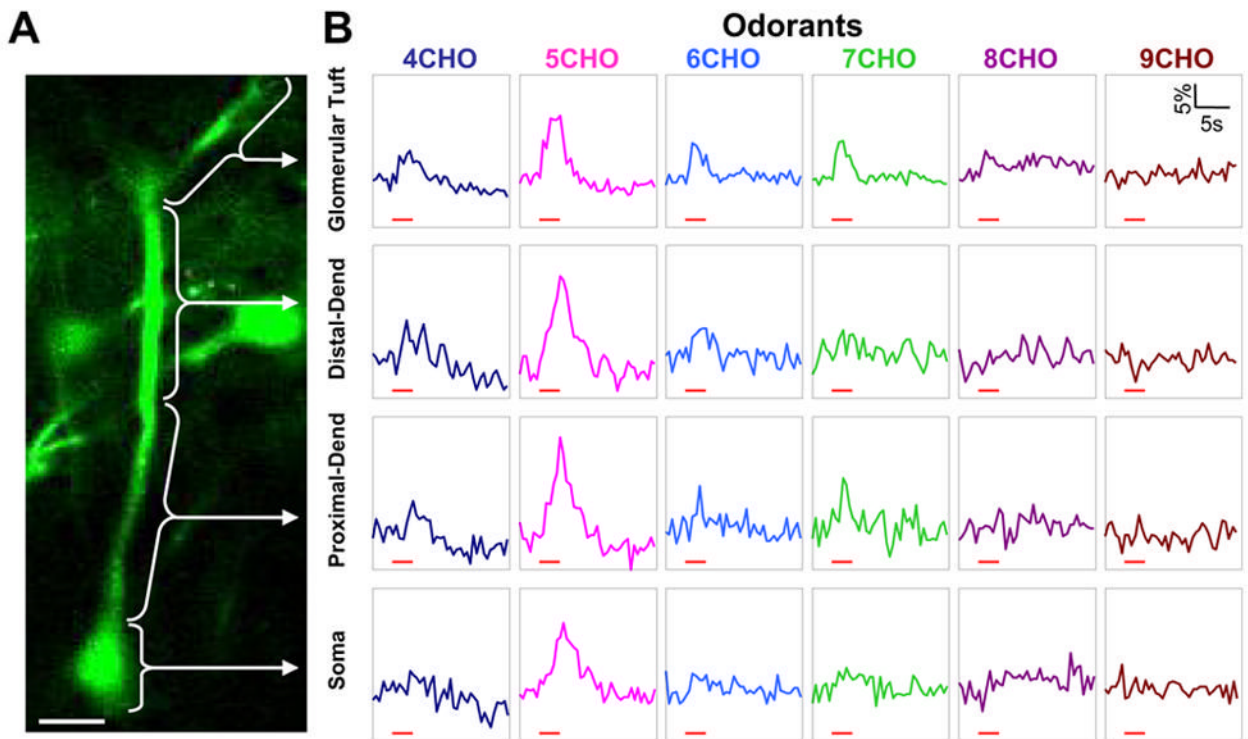 A
B
Odorants
4CHO 5CHO 6CHO 7CHO 8CHO 9CHO
Glomerular Tuft
5%
5s
Distal-Dend
Proximal-Dend
Soma